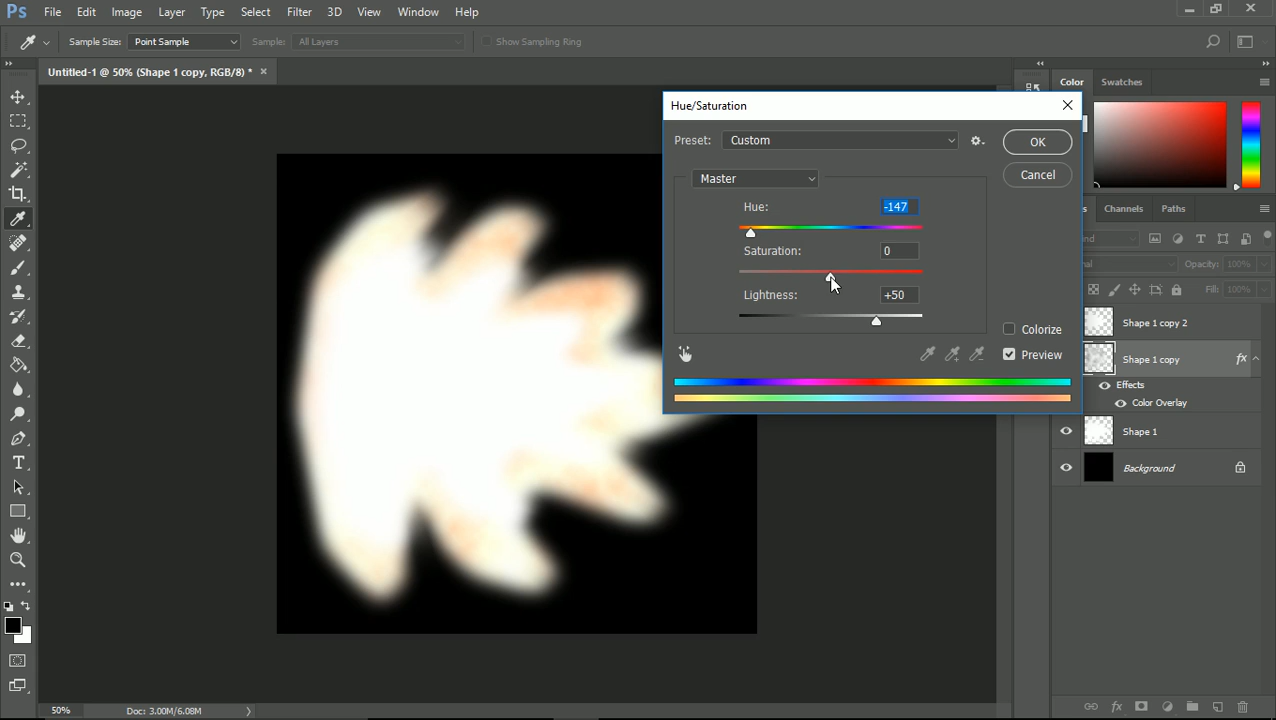 Ps File Edit Image Layer Type Select Filter 3D View Window Help
Sample Size: Point Sample Sample: All Layers Show Sampling Ring
Untitled-1 @ 50% (Shape 1 copy, RGB/8) * ×
Color Swatches
Hue/Saturation
Preset: Custom OK
Master Cancel
Hue: -147
Channels Paths
Saturation: 0
Opacity: 100%
Lightness: +50
Fill: 100%
Colorize
Preview
Shape 1 copy 2
Shape 1 copy fx
Effects
Color Overlay
Shape 1
Background
50% Doc: 3.00M/6.08M
fx